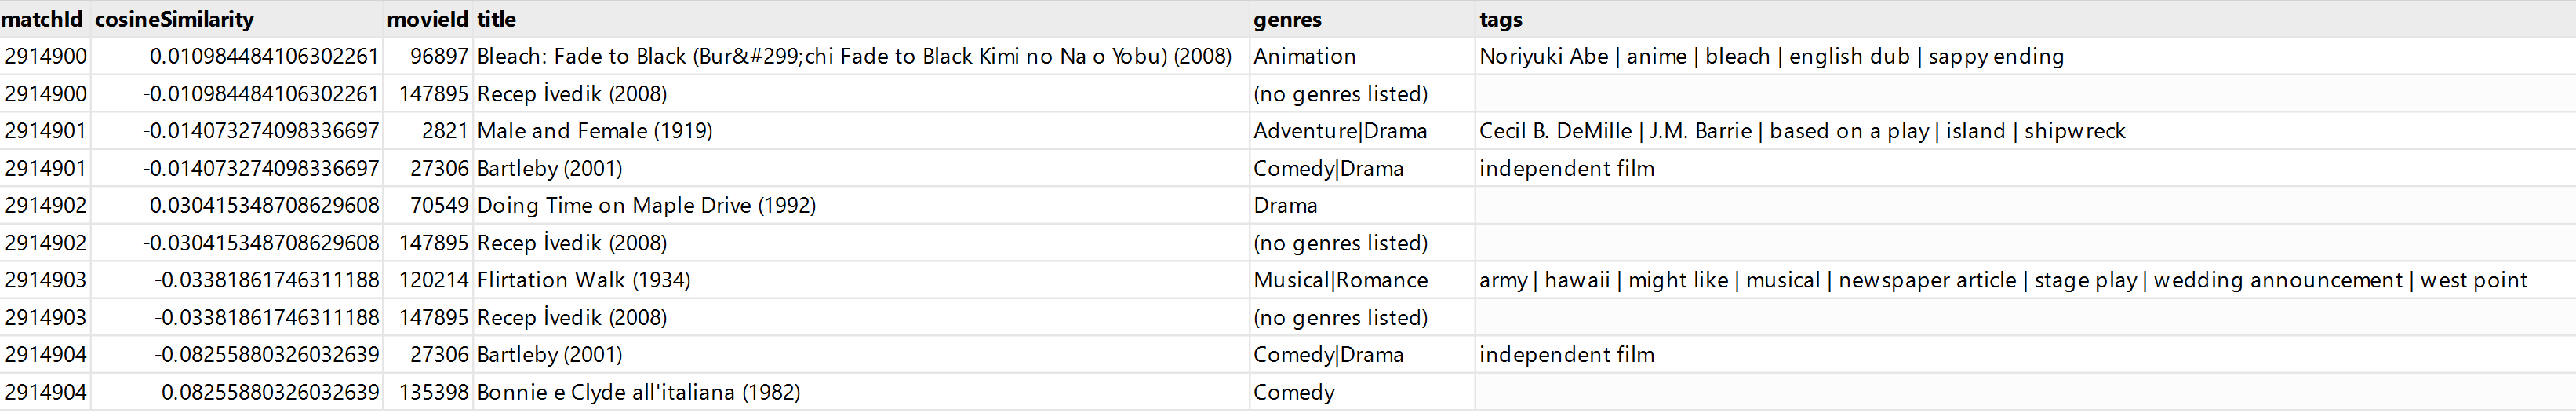 matchId cosineSimilarity movieId title genres tags
2914900 -0.010984484106302261 96897 Bleach: Fade to Black (Bur&#299;chi Fade to Black Kimi no Na o Yobu) (2008) Animation Noriyuki Abe | anime | bleach | english dub | sappy ending
2914900 -0.010984484106302261 147895 Recep İvedik (2008) (no genres listed)
2914901 -0.014073274098336697 2821 Male and Female (1919) Adventure|Drama Cecil B. DeMille | J.M. Barrie | based on a play | island | shipwreck
2914901 -0.014073274098336697 27306 Bartleby (2001) Comedy|Drama independent film
2914902 -0.030415348708629608 70549 Doing Time on Maple Drive (1992) Drama
2914902 -0.030415348708629608 147895 Recep İvedik (2008) (no genres listed)
2914903 -0.03381861746311188 120214 Flirtation Walk (1934) Musical|Romance army | hawaii | might like | musical | newspaper article | stage play | wedding announcement | west point
2914903 -0.03381861746311188 147895 Recep İvedik (2008) (no genres listed)
2914904 -0.08255880326032639 27306 Bartleby (2001) Comedy|Drama independent film
2914904 -0.08255880326032639 135398 Bonnie e Clyde all'italiana (1982) Comedy